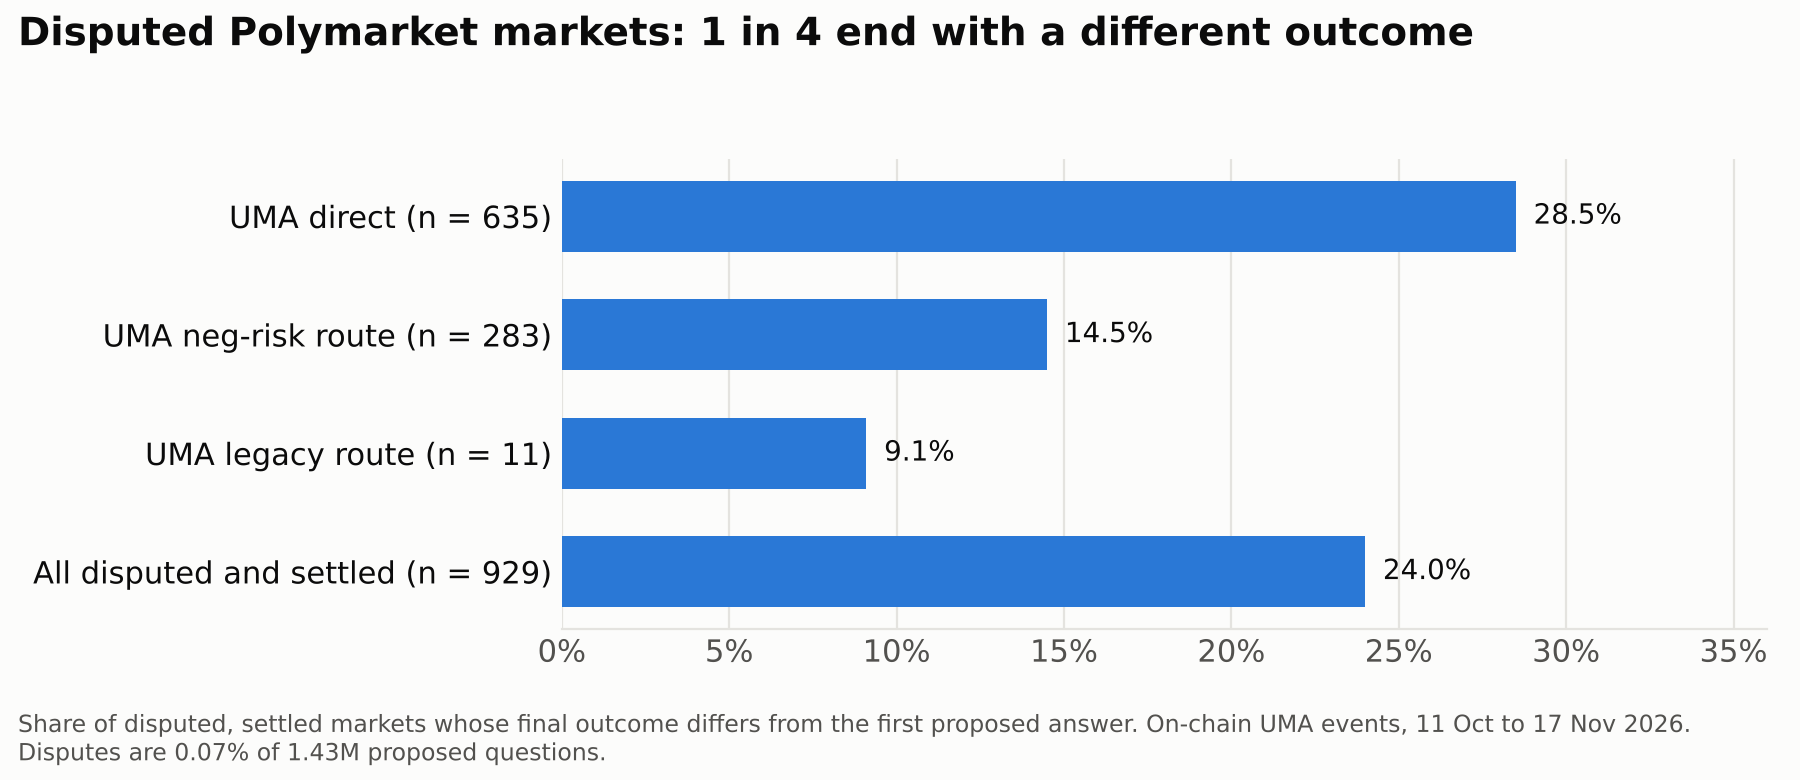 Disputed Polymarket markets: 1 in 4 end with a different outcome
UMA direct (n = 635)
28.5%
UMA neg-risk route (n = 283)
14.5%
UMA legacy route (n = 11)
9.1%
All disputed and settled (n = 929)
24.0%
0% 5% 10% 15% 20% 25% 30% 35%
Share of disputed, settled markets whose final outcome differs from the first proposed answer. On-chain UMA events, 11 Oct to 17 Nov 2026.
Disputes are 0.07% of 1.43M proposed questions.